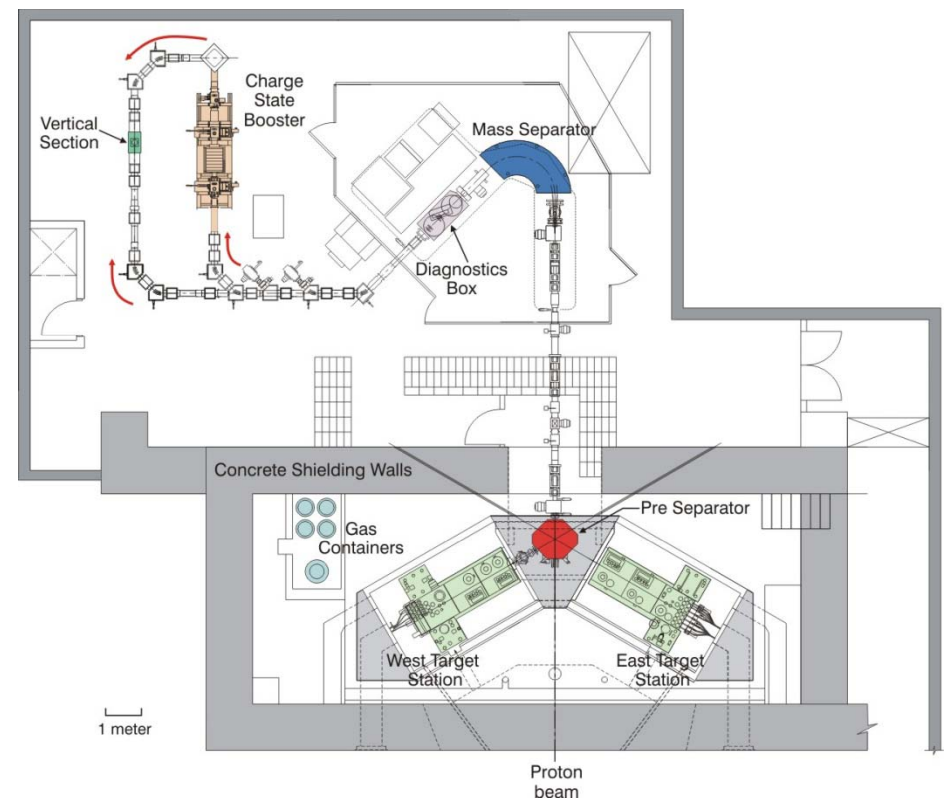 Charge
State
Booster
Vertical
Section
Mass Separator
Diagnostics
Box
Concrete Shielding Walls
Pre Separator
Gas
Containers
West Target
Station
East Target
Station
1 meter
Proton
beam